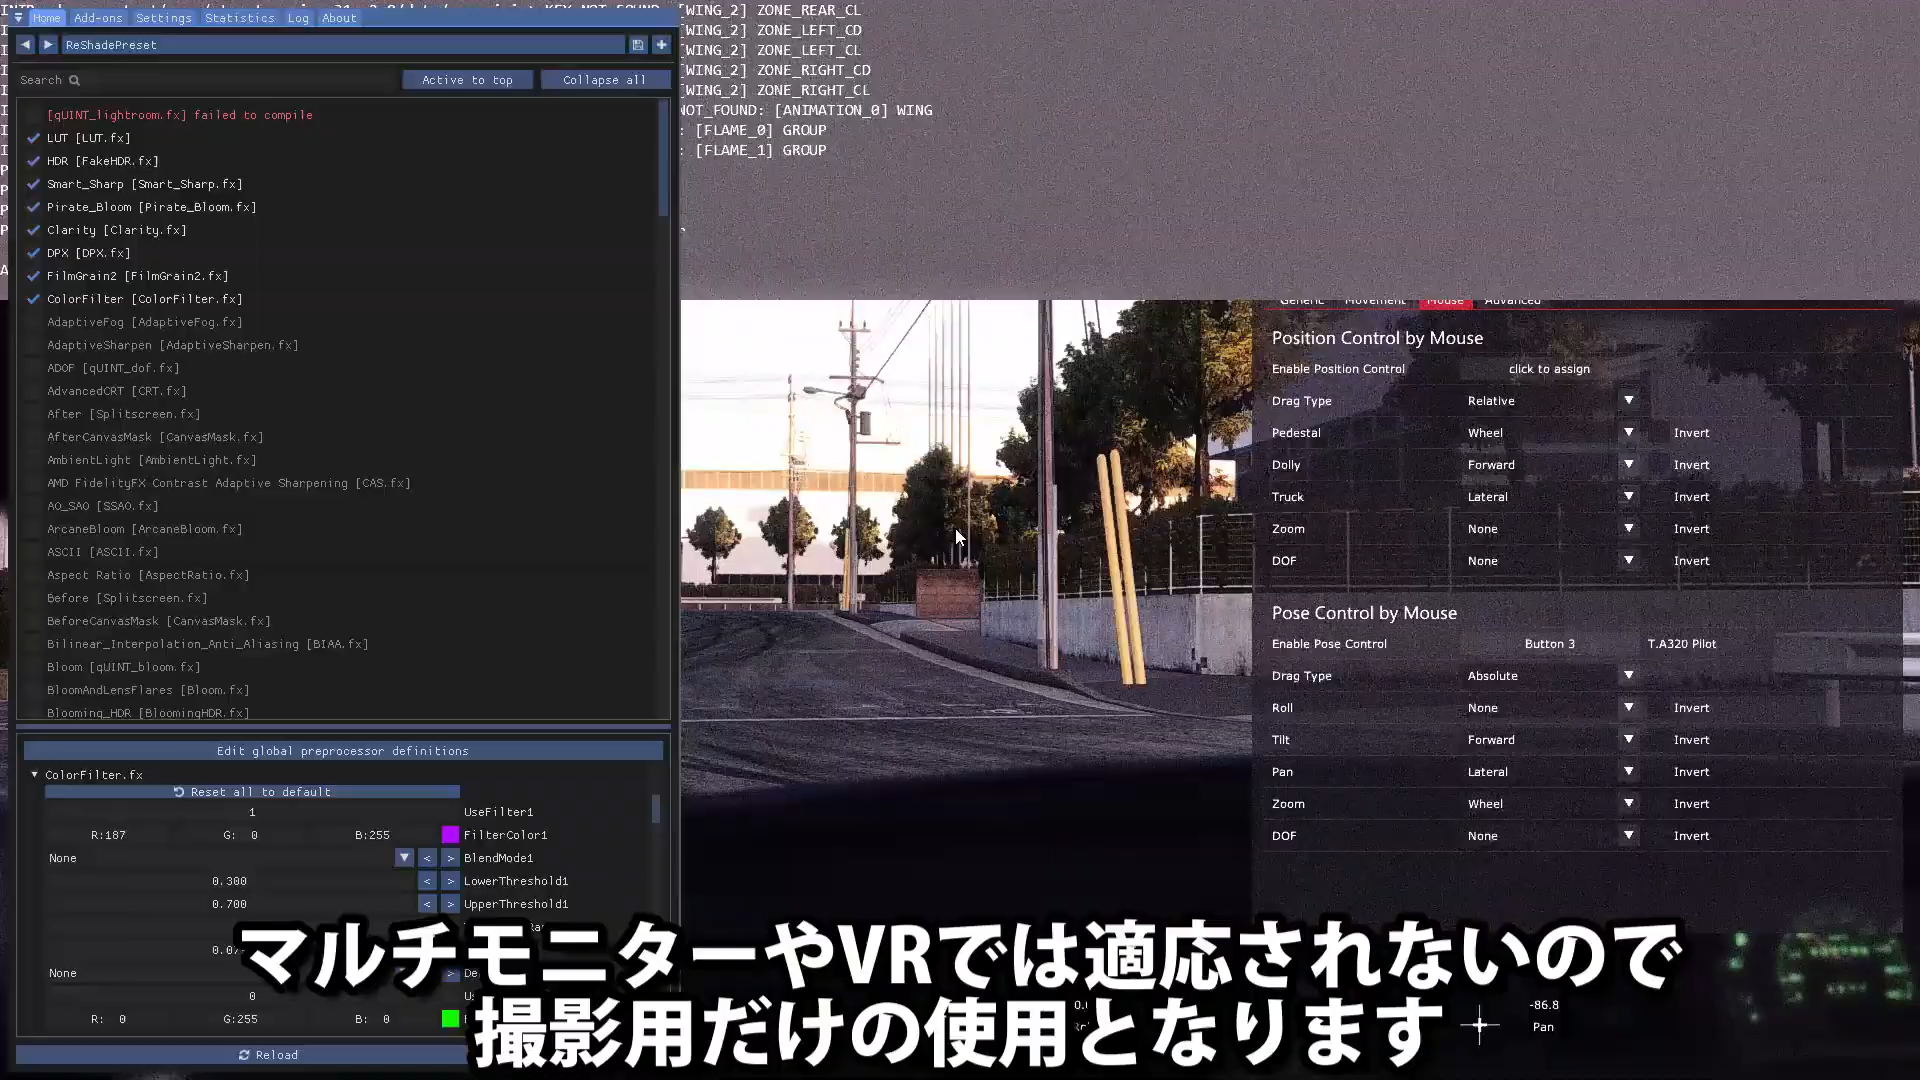 Home Add-ons Settings Statistics Log About
ReShadePreset
Search
Active to top
Collapse all
[qUINT_lightroom.fx] failed to compile
LUT [LUT.fx]
HDR [FakeHDR.fx]
Smart_Sharp [Smart_Sharp.fx]
Pirate_Bloom [Pirate_Bloom.fx]
Clarity [Clarity.fx]
DPX [DPX.fx]
FilmGrain2 [FilmGrain2.fx]
ColorFilter [ColorFilter.fx]
AdaptiveFog [AdaptiveFog.fx]
AdaptiveSharpen [AdaptiveSharpen.fx]
ADOF [qUINT_dof.fx]
AdvancedCRT [CRT.fx]
After [Splitscreen.fx]
AfterCanvasMask [CanvasMask.fx]
AmbientLight [AmbientLight.fx]
AMD FidelityFX Contrast Adaptive Sharpening [CAS.fx]
AO_SAO [SSAO.fx]
ArcaneBloom [ArcaneBloom.fx]
ASCII [ASCII.fx]
Aspect Ratio [AspectRatio.fx]
Before [Splitscreen.fx]
BeforeCanvasMask [CanvasMask.fx]
Bilinear_Interpolation_Anti_Aliasing [BIAA.fx]
Bloom [qUINT_bloom.fx]
BloomAndLensFlares [Bloom.fx]
Blooming_HDR [BloomingHDR.fx]
Edit global preprocessor definitions
ColorFilter.fx
Reset all to default
1 UseFilter1
R:187 G: 0 B:255 FilterColor1
None < > BlendMode1
0.300 < > LowerThreshold1
0.700 < > UpperThreshold1
None
0
R: 0 G:255 B: 0
Reload
[WING_2] ZONE_REAR_CL
[WING_2] ZONE_LEFT_CD
[WING_2] ZONE_LEFT_CL
[WING_2] ZONE_RIGHT_CD
[WING_2] ZONE_RIGHT_CL
NOT_FOUND: [ANIMATION_0] WING
: [FLAME_0] GROUP
: [FLAME_1] GROUP
Generic Movement Mouse Advanced
Position Control by Mouse
Enable Position Control click to assign
Drag Type Relative
Pedestal Wheel Invert
Dolly Forward Invert
Truck Lateral Invert
Zoom None Invert
DOF None Invert
Pose Control by Mouse
Enable Pose Control Button 3 T.A320 Pilot
Drag Type Absolute
Roll None Invert
Tilt Forward Invert
Pan Lateral Invert
Zoom Wheel Invert
DOF None Invert
-86.8
Pan
マルチモニターやVRでは適応されないので
撮影用だけの使用となります